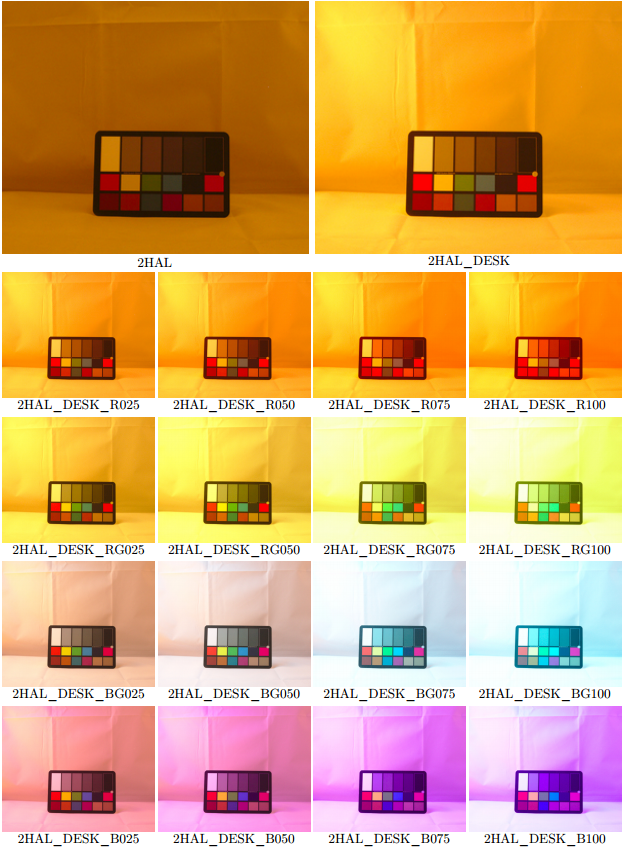 2HAL
2HAL_DESK
2HAL_DESK_R025
2HAL_DESK_R050
2HAL_DESK_R075
2HAL_DESK_R100
2HAL_DESK_RG025
2HAL_DESK_RG050
2HAL_DESK_RG075
2HAL_DESK_RG100
2HAL_DESK_BG025
2HAL_DESK_BG050
2HAL_DESK_BG075
2HAL_DESK_BG100
2HAL_DESK_B025
2HAL_DESK_B050
2HAL_DESK_B075
2HAL_DESK_B100